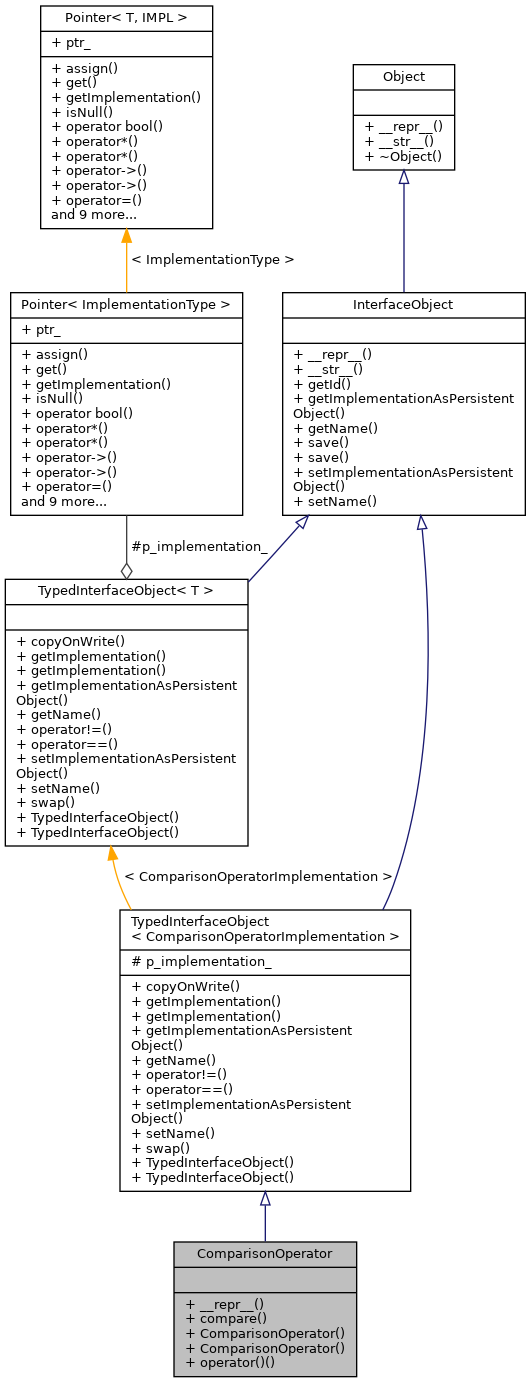 Pointer< T, IMPL >
+ ptr_
+ assign()
+ get()
+ getImplementation()
+ isNull()
+ operator bool()
+ operator*()
+ operator*()
+ operator->()
+ operator->()
+ operator=()
and 9 more...
Object
+ __repr__()
+ __str__()
+ ~Object()
< ImplementationType >
Pointer< ImplementationType >
+ ptr_
+ assign()
+ get()
+ getImplementation()
+ isNull()
+ operator bool()
+ operator*()
+ operator*()
+ operator->()
+ operator->()
+ operator=()
and 9 more...
InterfaceObject
+ __repr__()
+ __str__()
+ getId()
+ getImplementationAsPersistent
Object()
+ getName()
+ save()
+ save()
+ setImplementationAsPersistent
Object()
+ setName()
#p_implementation_
TypedInterfaceObject< T >
+ copyOnWrite()
+ getImplementation()
+ getImplementation()
+ getImplementationAsPersistent
Object()
+ getName()
+ operator!=()
+ operator==()
+ setImplementationAsPersistent
Object()
+ setName()
+ swap()
+ TypedInterfaceObject()
+ TypedInterfaceObject()
< ComparisonOperatorImplementation >
TypedInterfaceObject
< ComparisonOperatorImplementation >
# p_implementation_
+ copyOnWrite()
+ getImplementation()
+ getImplementation()
+ getImplementationAsPersistent
Object()
+ getName()
+ operator!=()
+ operator==()
+ setImplementationAsPersistent
Object()
+ setName()
+ swap()
+ TypedInterfaceObject()
+ TypedInterfaceObject()
ComparisonOperator
+ __repr__()
+ compare()
+ ComparisonOperator()
+ ComparisonOperator()
+ operator()()